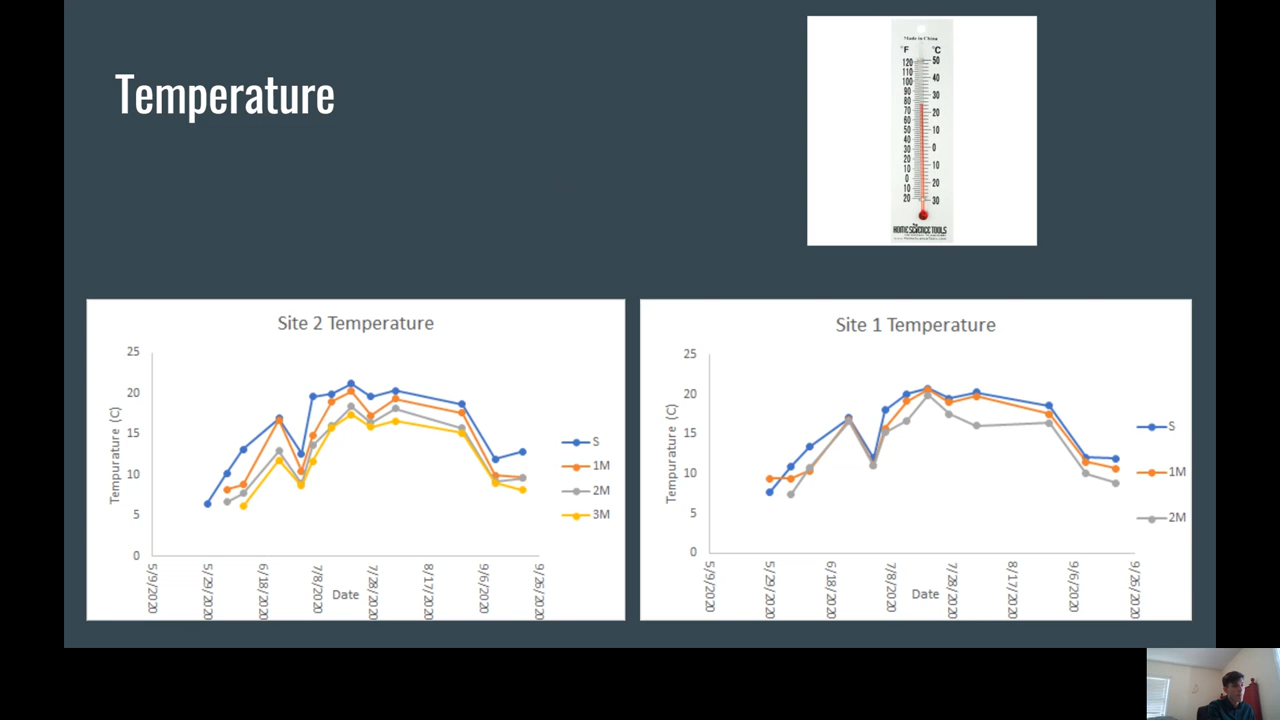 Temperature
Made in China
°F °C
120 50
110
100 40
90
80 30
70
60 20
50 10
40
30 0
20
10 10
0
10 20
20 30
HOME SCIENCE TOOLS
Site 2 Temperature
25
20
15
10
5
0
Tempurature (C)
5/9/2020
5/29/2020
6/18/2020
7/8/2020
7/28/2020
8/17/2020
9/6/2020
9/26/2020
Date
S
1M
2M
3M
Site 1 Temperature
25
20
15
10
5
0
Tempurature (C)
5/9/2020
5/29/2020
6/18/2020
7/8/2020
7/28/2020
8/17/2020
9/6/2020
9/26/2020
Date
S
1M
2M